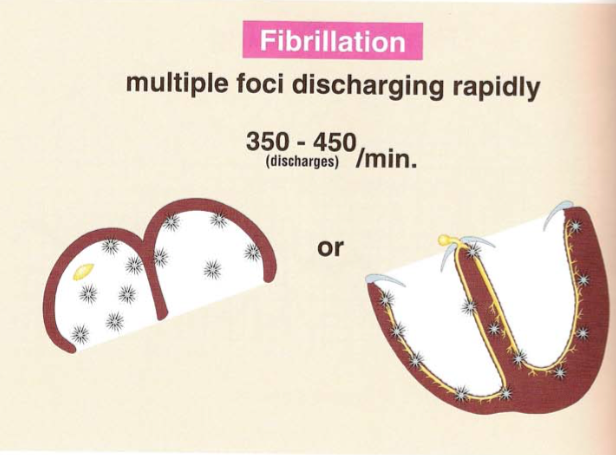 Fibrillation
multiple foci discharging rapidly
350 - 450/min.
(discharges)
or